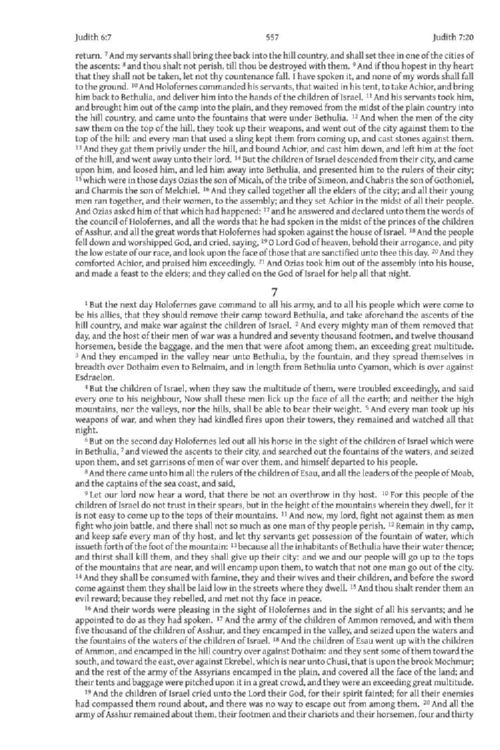 Judith 6:7 557 Judith 7:20
return. 7 And my servants shall bring thee back into the hill country, and shall set thee in one of the cities of
the ascents: 8 and thou shalt not perish, till thou be destroyed with them. 9 And if thou hopest in thy heart
that they shall not be taken, let not thy countenance fall. I have spoken it, and none of my words shall fall
to the ground. 10 And Holofernes commanded his servants, that waited in his tent, to take Achior, and bring
him back to Bethulia, and deliver him into the hands of the children of Israel. 11 And his servants took him,
and brought him out of the camp into the plain, and they removed from the midst of the plain country into
the hill country, and came unto the fountains that were under Bethulia. 12 And when the men of the city
saw them on the top of the hill, they took up their weapons, and went out of the city against them to the
top of the hill: and every man that used a sling kept them from coming up, and cast stones against them.
13 And they gat them privily under the hill, and bound Achior, and cast him down, and left him at the foot
of the hill, and went away unto their lord. 14 But the children of Israel descended from their city, and came
upon him, and loosed him, and led him away into Bethulia, and presented him to the rulers of their city;
15 which were in those days Ozias the son of Micah, of the tribe of Simeon, and Chabris the son of Gothoniel,
and Charmis the son of Melchiel. 16 And they called together all the elders of the city; and all their young
men ran together, and their women, to the assembly; and they set Achior in the midst of all their people.
And Ozias asked him of that which had happened: 17 and he answered and declared unto them the words of
the council of Holofernes, and all the words that he had spoken in the midst of the princes of the children
of Asshur, and all the great words that Holofernes had spoken against the house of Israel. 18 And the people
fell down and worshipped God, and cried, saying, 19 O Lord God of heaven, behold their arrogance, and pity
the low estate of our race, and look upon the face of those that are sanctified unto thee this day. 20 And they
comforted Achior, and praised him exceedingly. 21 And Ozias took him out of the assembly into his house,
and made a feast to the elders; and they called on the God of Israel for help all that night.
7
1 But the next day Holofernes gave command to all his army, and to all his people which were come to
be his allies, that they should remove their camp toward Bethulia, and take aforehand the ascents of the
hill country, and make war against the children of Israel. 2 And every mighty man of them removed that
day, and the host of their men of war was a hundred and seventy thousand footmen, and twelve thousand
horsemen, beside the baggage, and the men that were afoot among them, an exceeding great multitude.
3 And they encamped in the valley near unto Bethulia, by the fountain, and they spread themselves in
breadth over Dothaim even to Belmaim, and in length from Bethulia unto Cyamon, which is over against
Esdraelon.
4 But the children of Israel, when they saw the multitude of them, were troubled exceedingly, and said
every one to his neighbour, Now shall these men lick up the face of all the earth; and neither the high
mountains, nor the valleys, nor the hills, shall be able to bear their weight. 5 And every man took up his
weapons of war, and when they had kindled fires upon their towers, they remained and watched all that
night.
6 But on the second day Holofernes led out all his horse in the sight of the children of Israel which were
in Bethulia, 7 and viewed the ascents to their city, and searched out the fountains of the waters, and seized
upon them, and set garrisons of men of war over them, and himself departed to his people.
8 And there came unto him all the rulers of the children of Esau, and all the leaders of the people of Moab,
and the captains of the sea coast, and said,
9 Let our lord now hear a word, that there be not an overthrow in thy host. 10 For this people of the
children of Israel do not trust in their spears, but in the height of the mountains wherein they dwell, for it
is not easy to come up to the tops of their mountains. 11 And now, my lord, fight not against them as men
fight who join battle, and there shall not so much as one man of thy people perish. 12 Remain in thy camp,
and keep safe every man of thy host, and let thy servants get possession of the fountain of water, which
issueth forth of the foot of the mountain: 13 because all the inhabitants of Bethulia have their water thence;
and thirst shall kill them, and they shall give up their city: and we and our people will go up to the tops
of the mountains that are near, and will encamp upon them, to watch that not one man go out of the city.
14 And they shall be consumed with famine, they and their wives and their children, and before the sword
come against them they shall be laid low in the streets where they dwell. 15 And thou shalt render them an
evil reward; because they rebelled, and met not thy face in peace.
16 And their words were pleasing in the sight of Holofernes and in the sight of all his servants; and he
appointed to do as they had spoken. 17 And the army of the children of Ammon removed, and with them
five thousand of the children of Asshur, and they encamped in the valley, and seized upon the waters and
the fountains of the waters of the children of Israel. 18 And the children of Esau went up with the children
of Ammon, and encamped in the hill country over against Dothaim: and they sent some of them toward the
south, and toward the east, over against Ekrebel, which is near unto Chusi, that is upon the brook Mochmur;
and the rest of the army of the Assyrians encamped in the plain, and covered all the face of the land; and
their tents and baggage were pitched upon it in a great crowd, and they were an exceeding great multitude.
19 And the children of Israel cried unto the Lord their God, for their spirit fainted; for all their enemies
had compassed them round about, and there was no way to escape out from among them. 20 And all the
army of Asshur remained about them, their footmen and their chariots and their horsemen, four and thirty